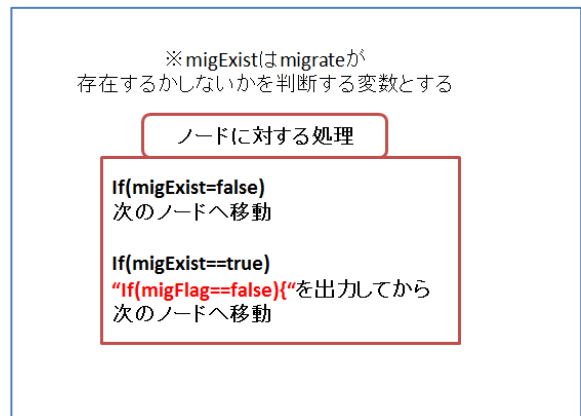 ※migExistはmigrateが
存在するかしないかを判断する変数とする
ノードに対する処理
If(migExist=false)
次のノードへ移動
If(migExist==true)
“If(migFlag==false){“を出力してから
次のノードへ移動